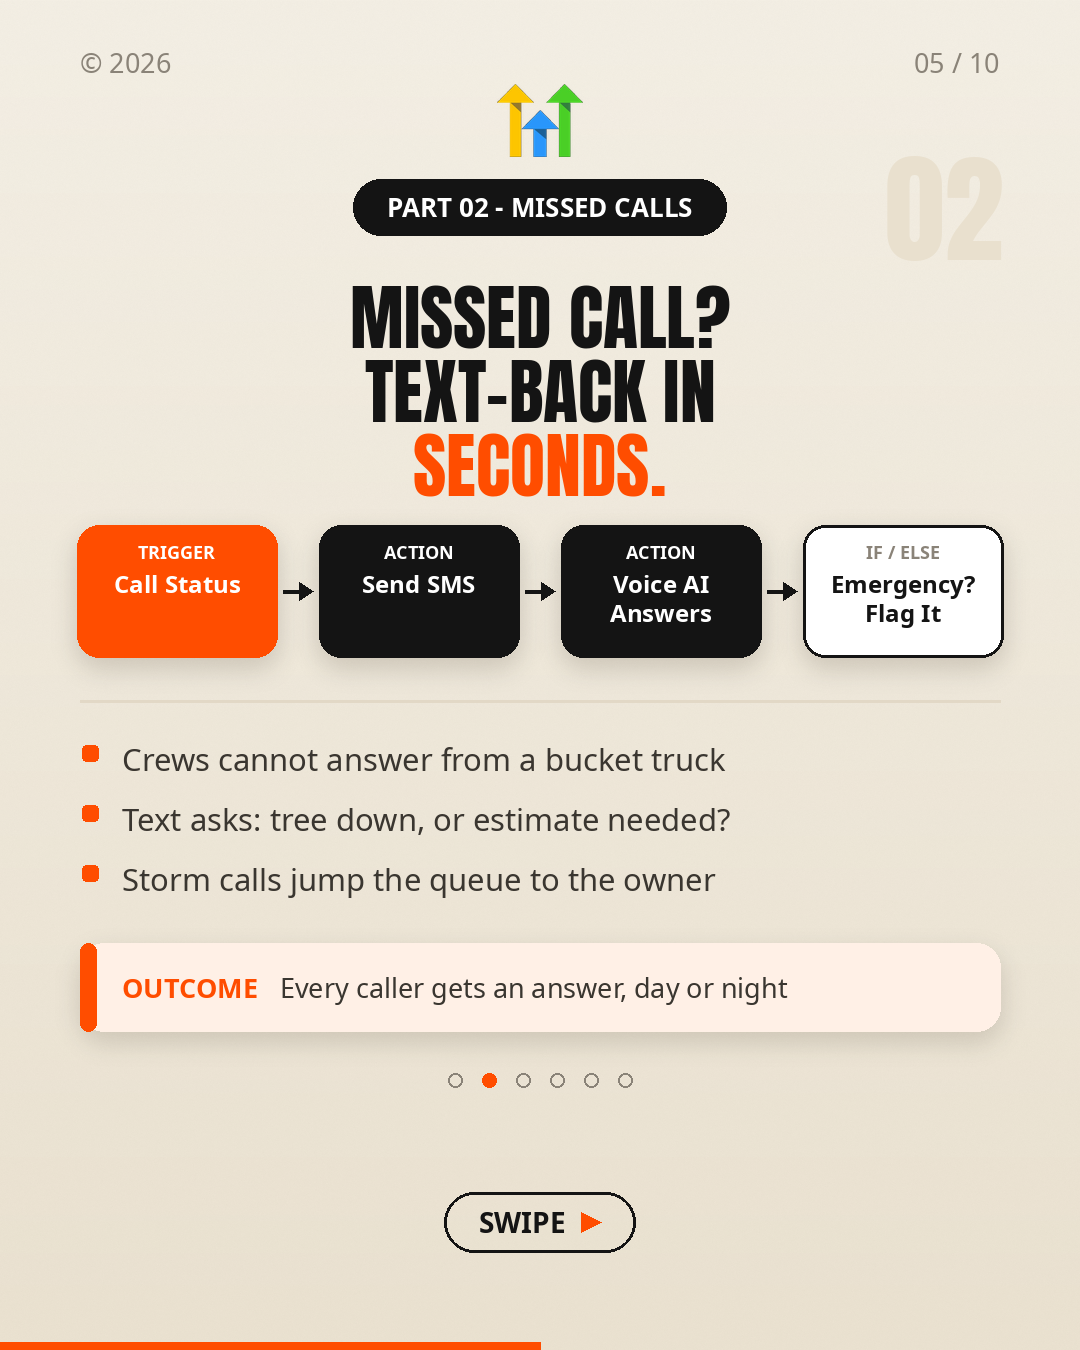 © 2026
05 / 10
PART 02 - MISSED CALLS
02
MISSED CALL?
TEXT-BACK IN
SECONDS.
TRIGGER
Call Status
ACTION
Send SMS
ACTION
Voice AI
Answers
IF / ELSE
Emergency?
Flag It
Crews cannot answer from a bucket truck
Text asks: tree down, or estimate needed?
Storm calls jump the queue to the owner
OUTCOME Every caller gets an answer, day or night
SWIPE